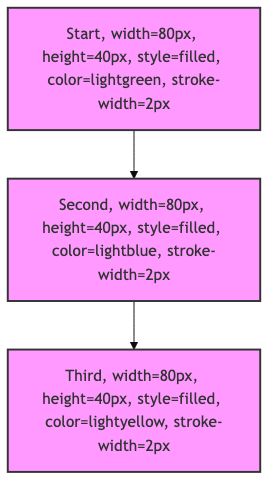 Start, width=80px,
height=40px, style=filled,
color=lightgreen, stroke-
width=2px
Second, width=80px,
height=40px, style=filled,
color=lightblue, stroke-
width=2px
Third, width=80px,
height=40px, style=filled,
color=lightyellow, stroke-
width=2px